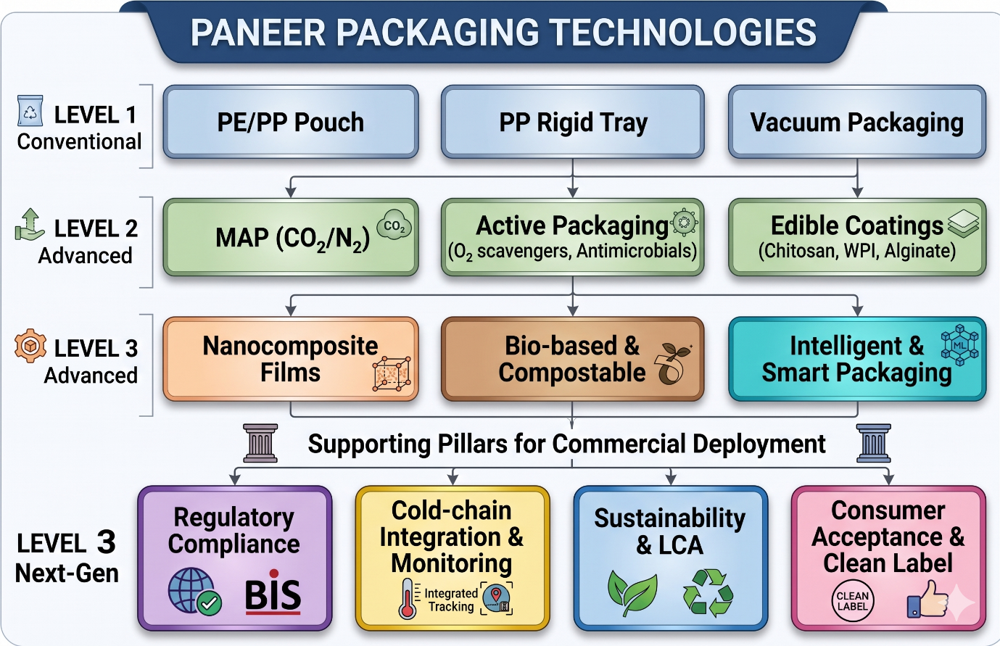 PANEER PACKAGING TECHNOLOGIES
LEVEL 1
Conventional
PE/PP Pouch
PP Rigid Tray
Vacuum Packaging
LEVEL 2
Advanced
MAP (CO₂/N₂)
CO₂
Active Packaging
(O₂ scavengers, Antimicrobials)
Edible Coatings
(Chitosan, WPI, Alginate)
LEVEL 3
Advanced
Nanocomposite
Films
Bio-based &
Compostable
Intelligent &
Smart Packaging
ML
Supporting Pillars for Commercial Deployment
LEVEL 3
Next-Gen
Regulatory
Compliance
BiS
Cold-chain
Integration &
Monitoring
Integrated
Tracking
Sustainability
& LCA
Consumer
Acceptance &
Clean Label
CLEAN
LABEL